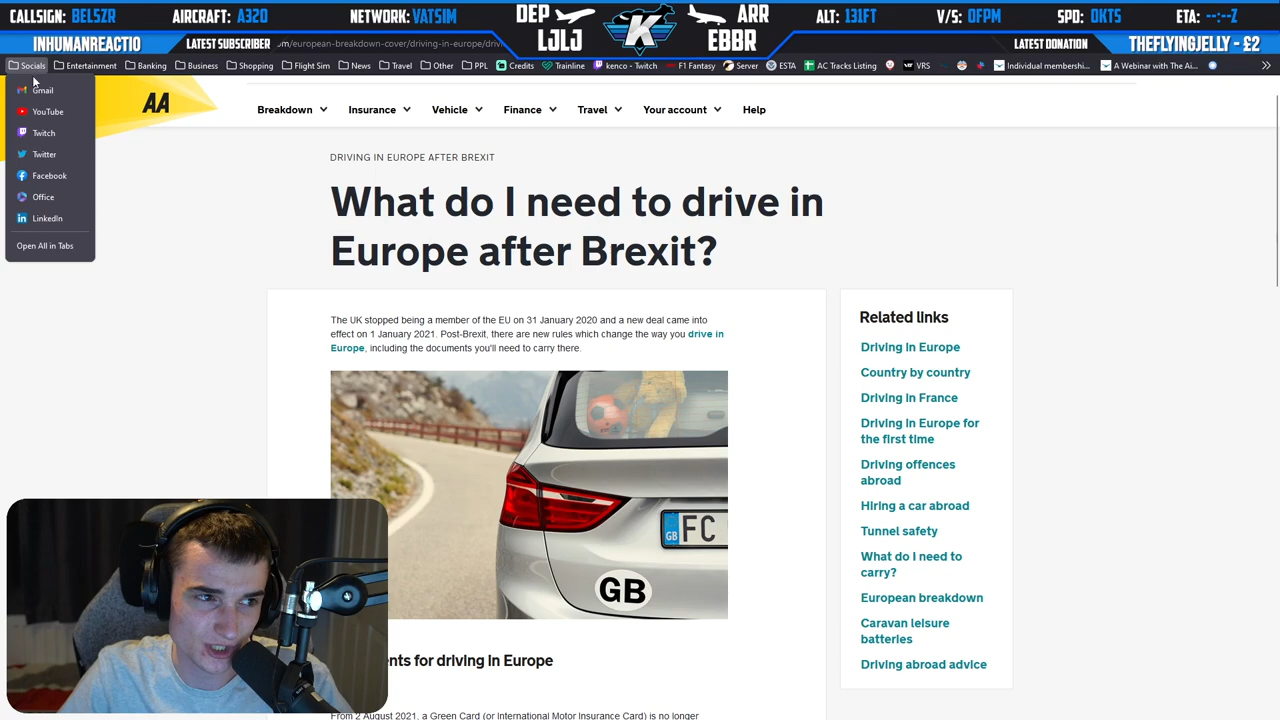 CALLSIGN: BEL5ZR
AIRCRAFT: A320
NETWORK: VATSIM
DEP
LJLJ
K
ARR
EBBR
ALT: 131FT
V/S: 0FPM
SPD: 0KTS
ETA: --:--Z
INHUMANREACTIO
LATEST SUBSCRIBER
m/european-breakdown-cover/driving-in-europe/driv
LATEST DONATION
THEFLYINGJELLY - £2
Socials
Entertainment
Banking
Business
Shopping
Flight Sim
News
Travel
Other
PPL
Credits
Trainline
kenco - Twitch
F1 Fantasy
Server
ESTA
AC Tracks Listing
VRS
Individual membershi...
A Webinar with The Ai...
Gmail
YouTube
Twitch
Twitter
Facebook
Office
LinkedIn
Open All in Tabs
AA
Breakdown
Insurance
Vehicle
Finance
Travel
Your account
Help
DRIVING IN EUROPE AFTER BREXIT
What do I need to drive in
Europe after Brexit?
The UK stopped being a member of the EU on 31 January 2020 and a new deal came into
effect on 1 January 2021. Post-Brexit, there are new rules which change the way you drive in
Europe, including the documents you'll need to carry there.
GB
FC
GB
nts for driving in Europe
From 2 August 2021, a Green Card (or International Motor Insurance Card) is no longer
Related links
Driving in Europe
Country by country
Driving in France
Driving in Europe for
the first time
Driving offences
abroad
Hiring a car abroad
Tunnel safety
What do I need to
carry?
European breakdown
Caravan leisure
batteries
Driving abroad advice